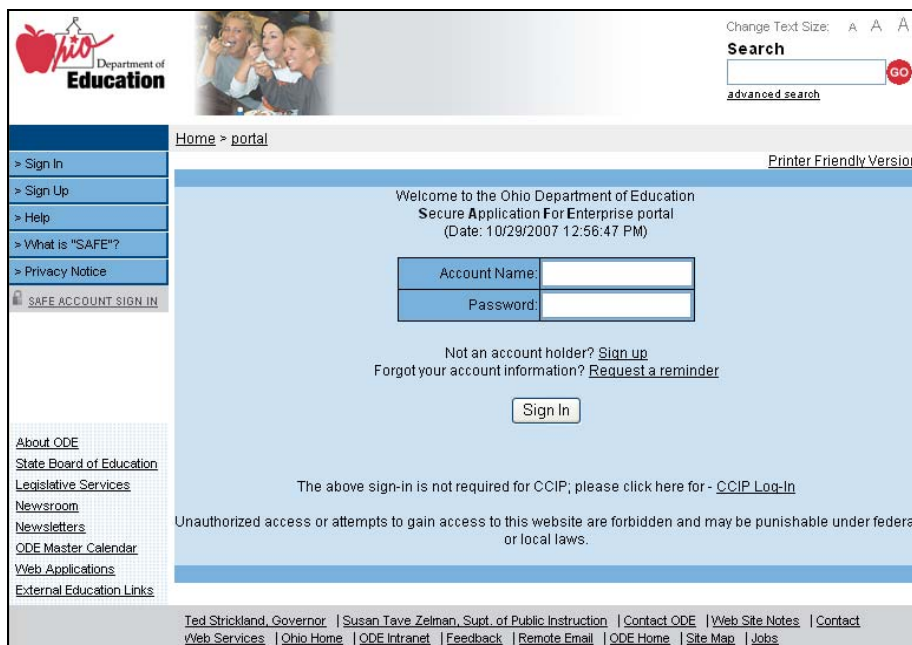 Ohio
Department of
Education
Change Text Size: A A A
Search
GO
advanced search
Home > portal
Printer Friendly Version
> Sign In
> Sign Up
> Help
> What is "SAFE"?
> Privacy Notice
SAFE ACCOUNT SIGN IN
Welcome to the Ohio Department of Education
Secure Application For Enterprise portal
(Date: 10/29/2007 12:56:47 PM)
Account Name:
Password:
Not an account holder? Sign up
Forgot your account information? Request a reminder
Sign In
The above sign-in is not required for CCIP; please click here for - CCIP Log-In
Unauthorized access or attempts to gain access to this website are forbidden and may be punishable under federa
or local laws.
About ODE
State Board of Education
Legislative Services
Newsroom
Newsletters
ODE Master Calendar
Web Applications
External Education Links
Ted Strickland, Governor | Susan Tave Zelman, Supt. of Public Instruction | Contact ODE | Web Site Notes | Contact
Web Services | Ohio Home | ODE Intranet | Feedback | Remote Email | ODE Home | Site Map | Jobs